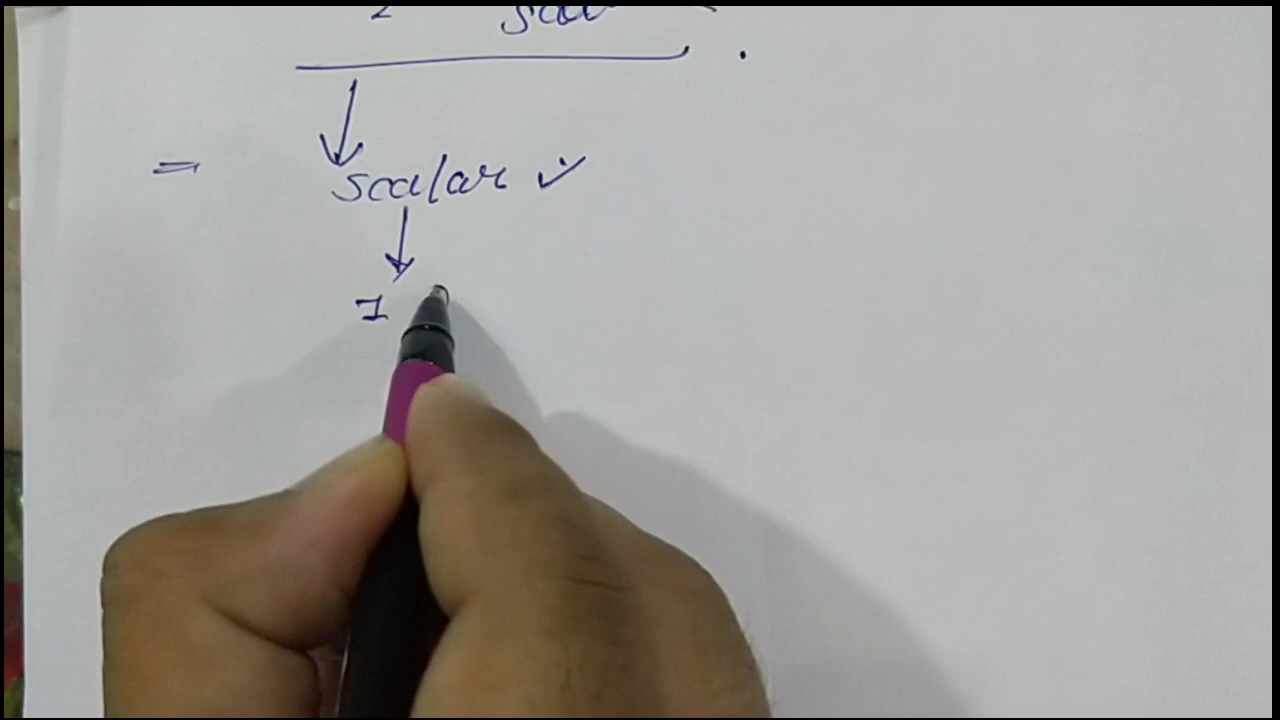 = scalar ✓
1